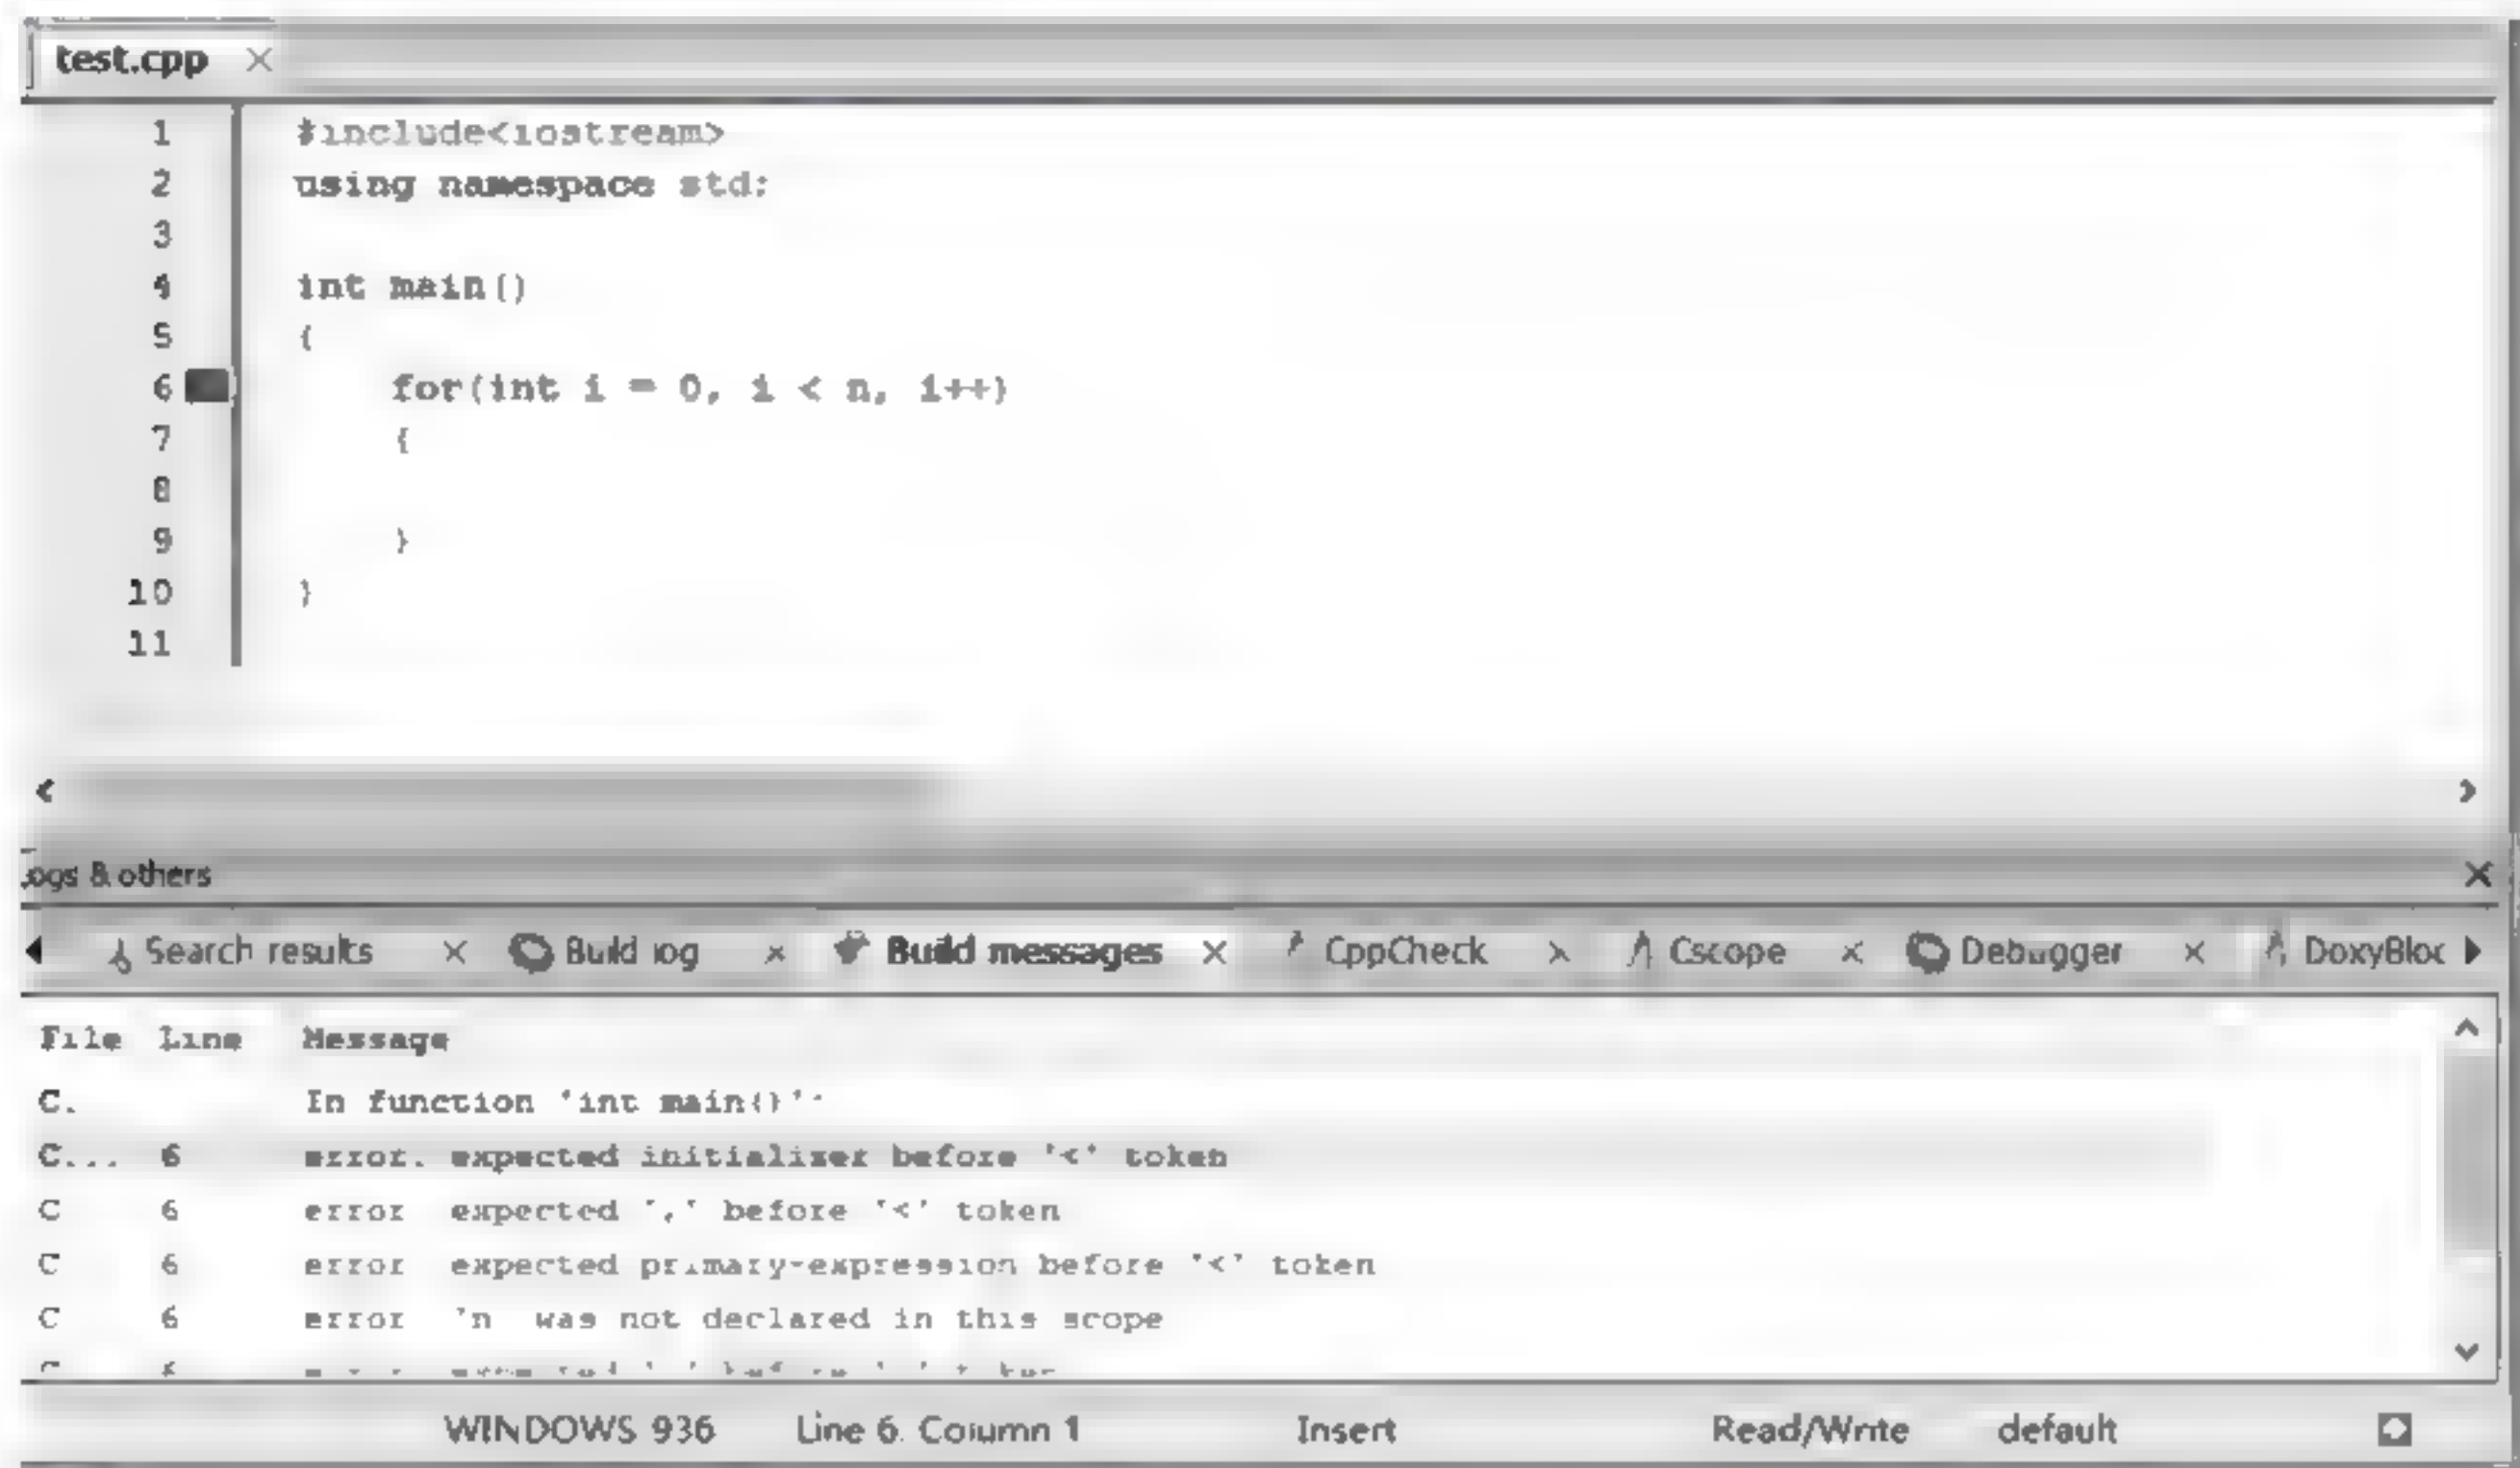 test.cpp
1 #include<iostream>
2 using namespace std;
3
4 int main()
5 {
6 for(int i = 0, i < n, i++)
7 {
8
9 }
10 }
11
ogs & others
Search results Build log Build messages CppCheck Cscope Debugger DoxyBloc
File Line Message
C. In function 'int main()':
C... 6 error. expected initializer before '<' token
C 6 error expected ',' before '<' token
C 6 error expected primary-expression before '<' token
C 6 error 'n was not declared in this scope
WINDOWS 936 Line 6. Column 1 Insert Read/Write default